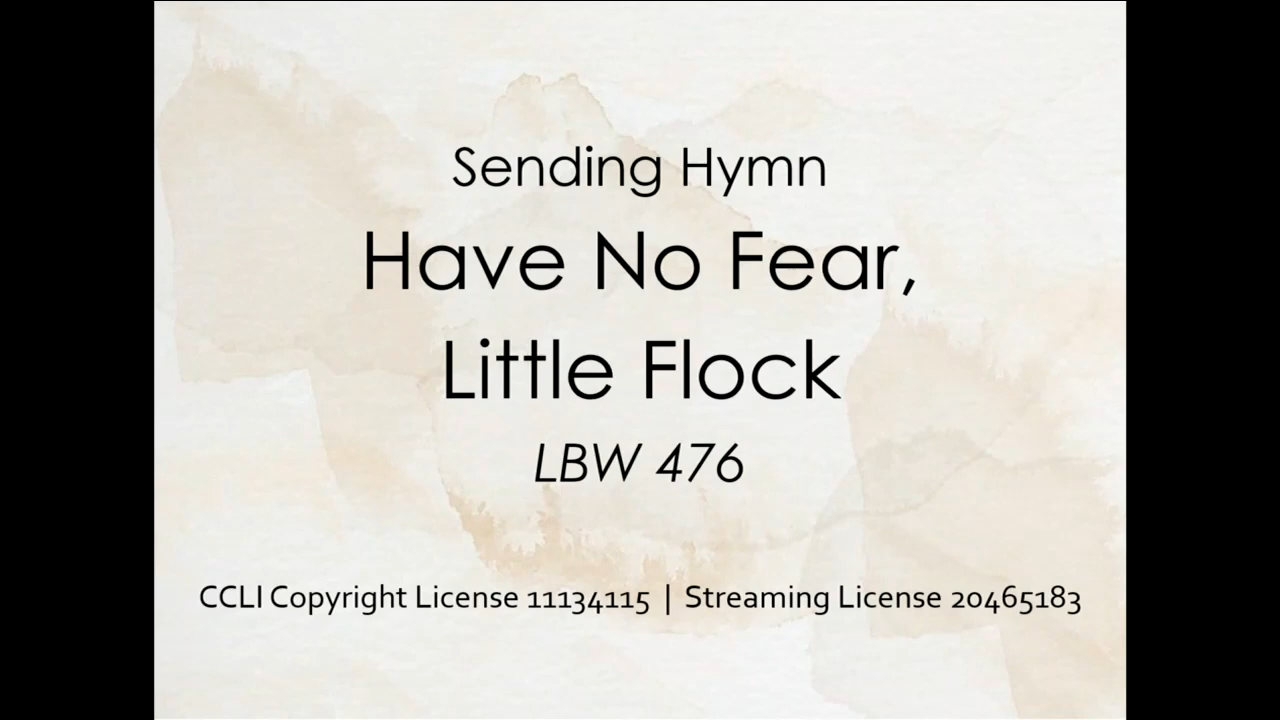 Sending Hymn
Have No Fear,
Little Flock
LBW 476
CCLI Copyright License 11134115 | Streaming License 20465183